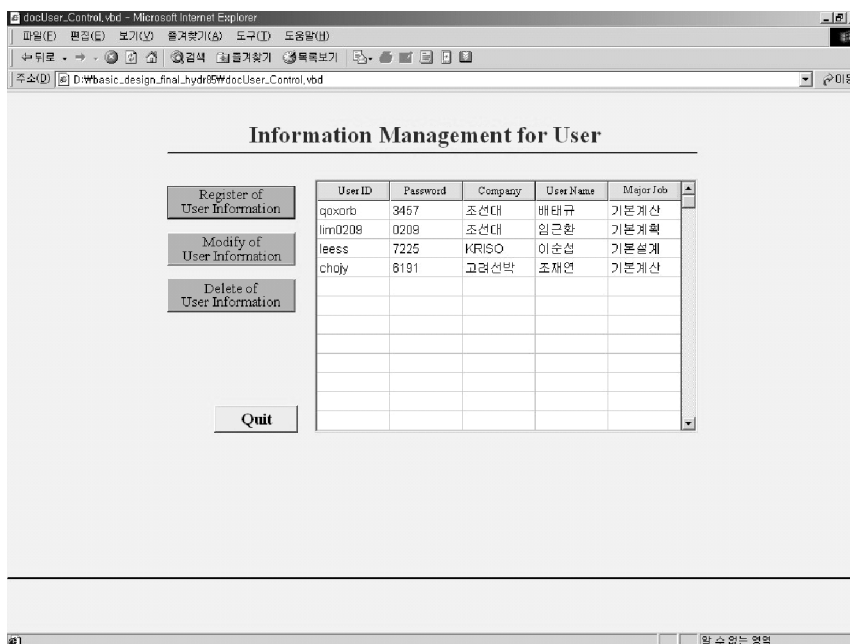 docUser_Control.vbd - Microsoft Internet Explorer
파일(F) 편집(E) 보기(V) 즐겨찾기(A) 도구(T) 도움말(H)
뒤로 검색 즐겨찾기 목록보기
주소(D) D:₩basic_design_final_hydr85₩docUser_Control.vbd 이동
Information Management for User
Register of
User Information
Modify of
User Information
Delete of
User Information
Quit
User ID Password Company User Name Major Job
qoxorb 3457 조선대 배태규 기본계산
lim0209 0209 조선대 임근환 기본계획
leess 7225 KRISO 이순섭 기본설계
chojy 6191 고려선박 조재연 기본계산
알 수 없는 영역